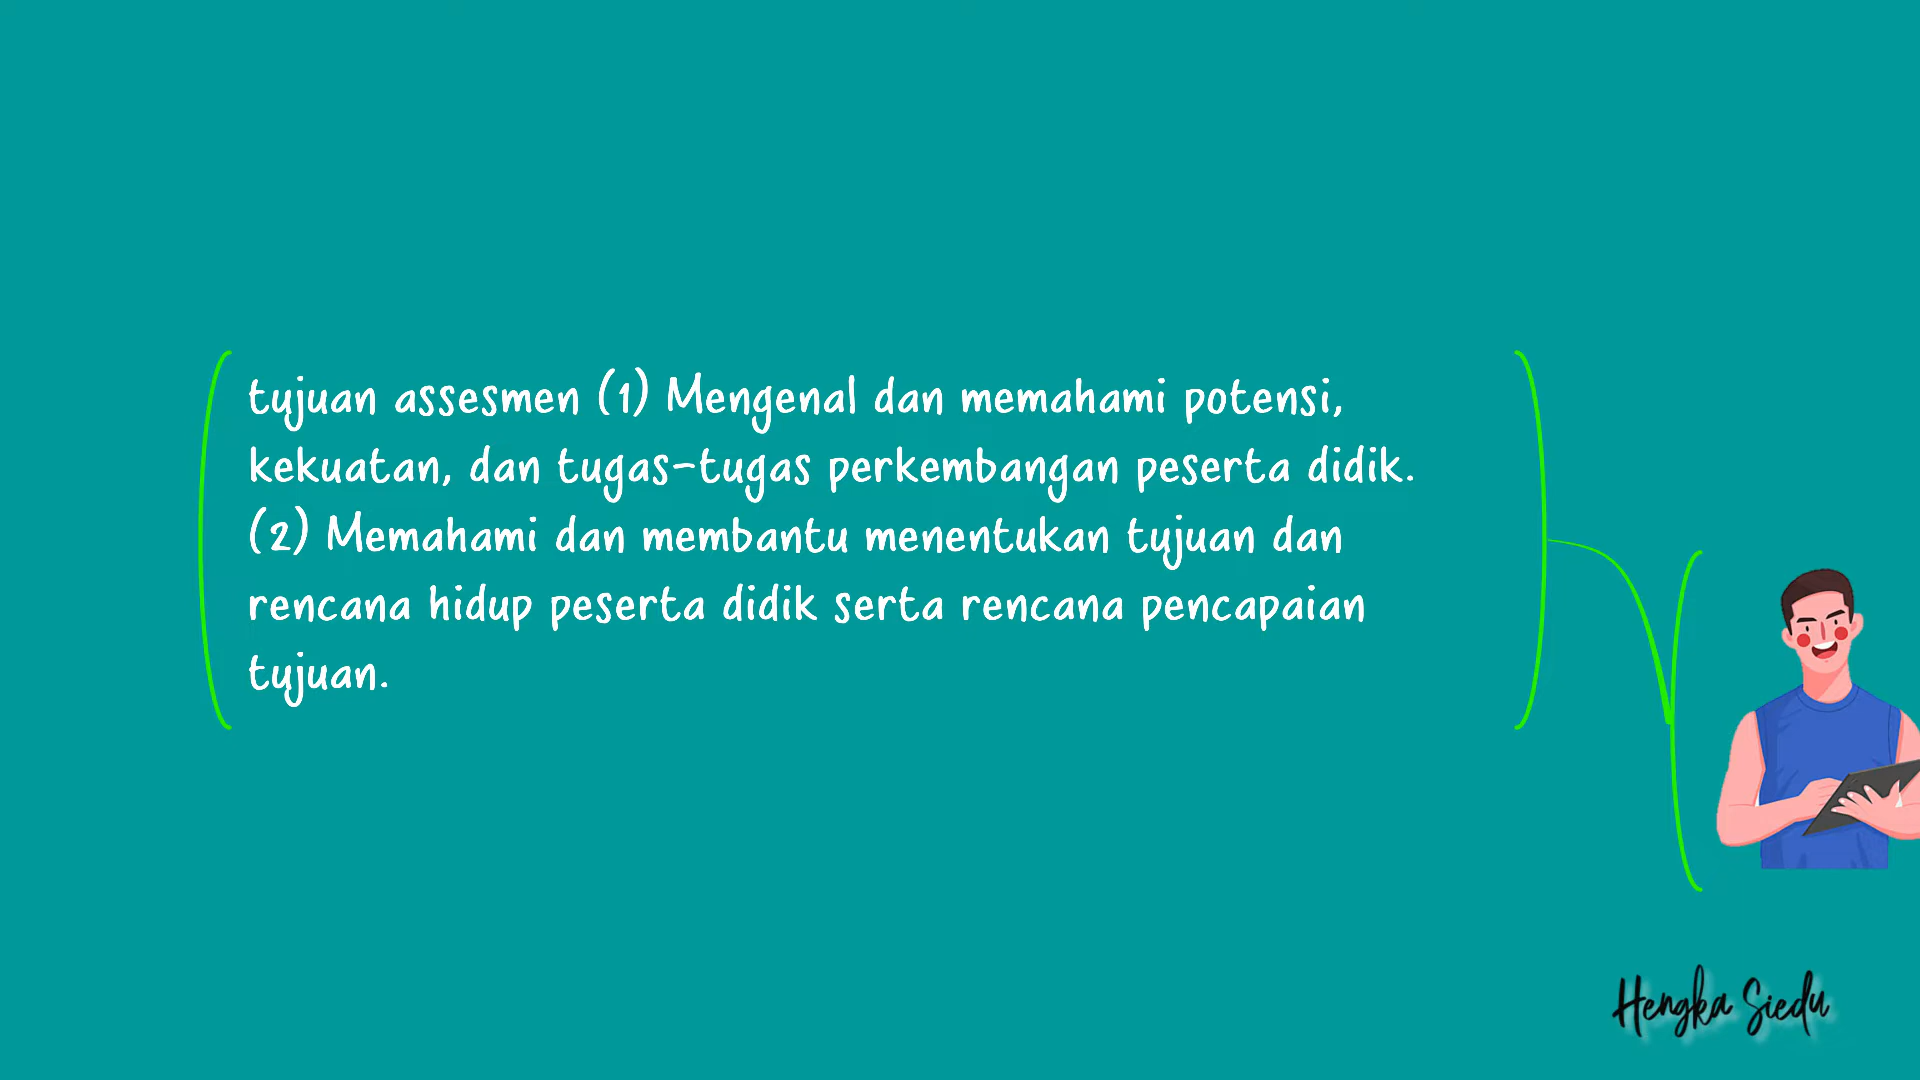 tujuan assesmen (1) Mengenal dan memahami potensi,
kekuatan, dan tugas-tugas perkembangan peserta didik.
(2) Memahami dan membantu menentukan tujuan dan
rencana hidup peserta didik serta rencana pencapaian
tujuan.
Hengka Siedu